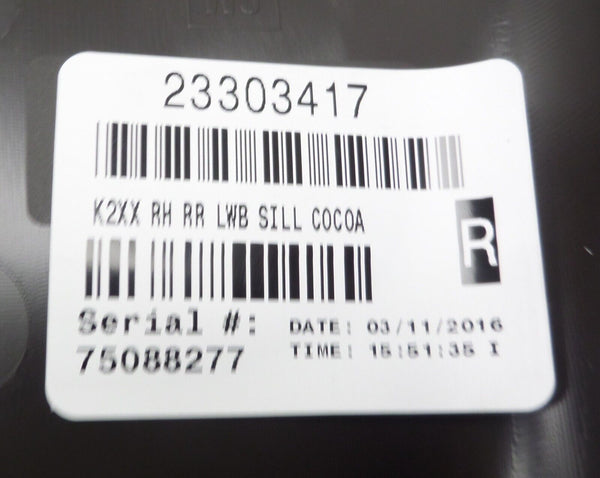 23303417
K2XX RH RR LWB SILL COCOA
R
Serial #:
75088277
DATE: 03/11/2016
TIME: 15:51:35 I